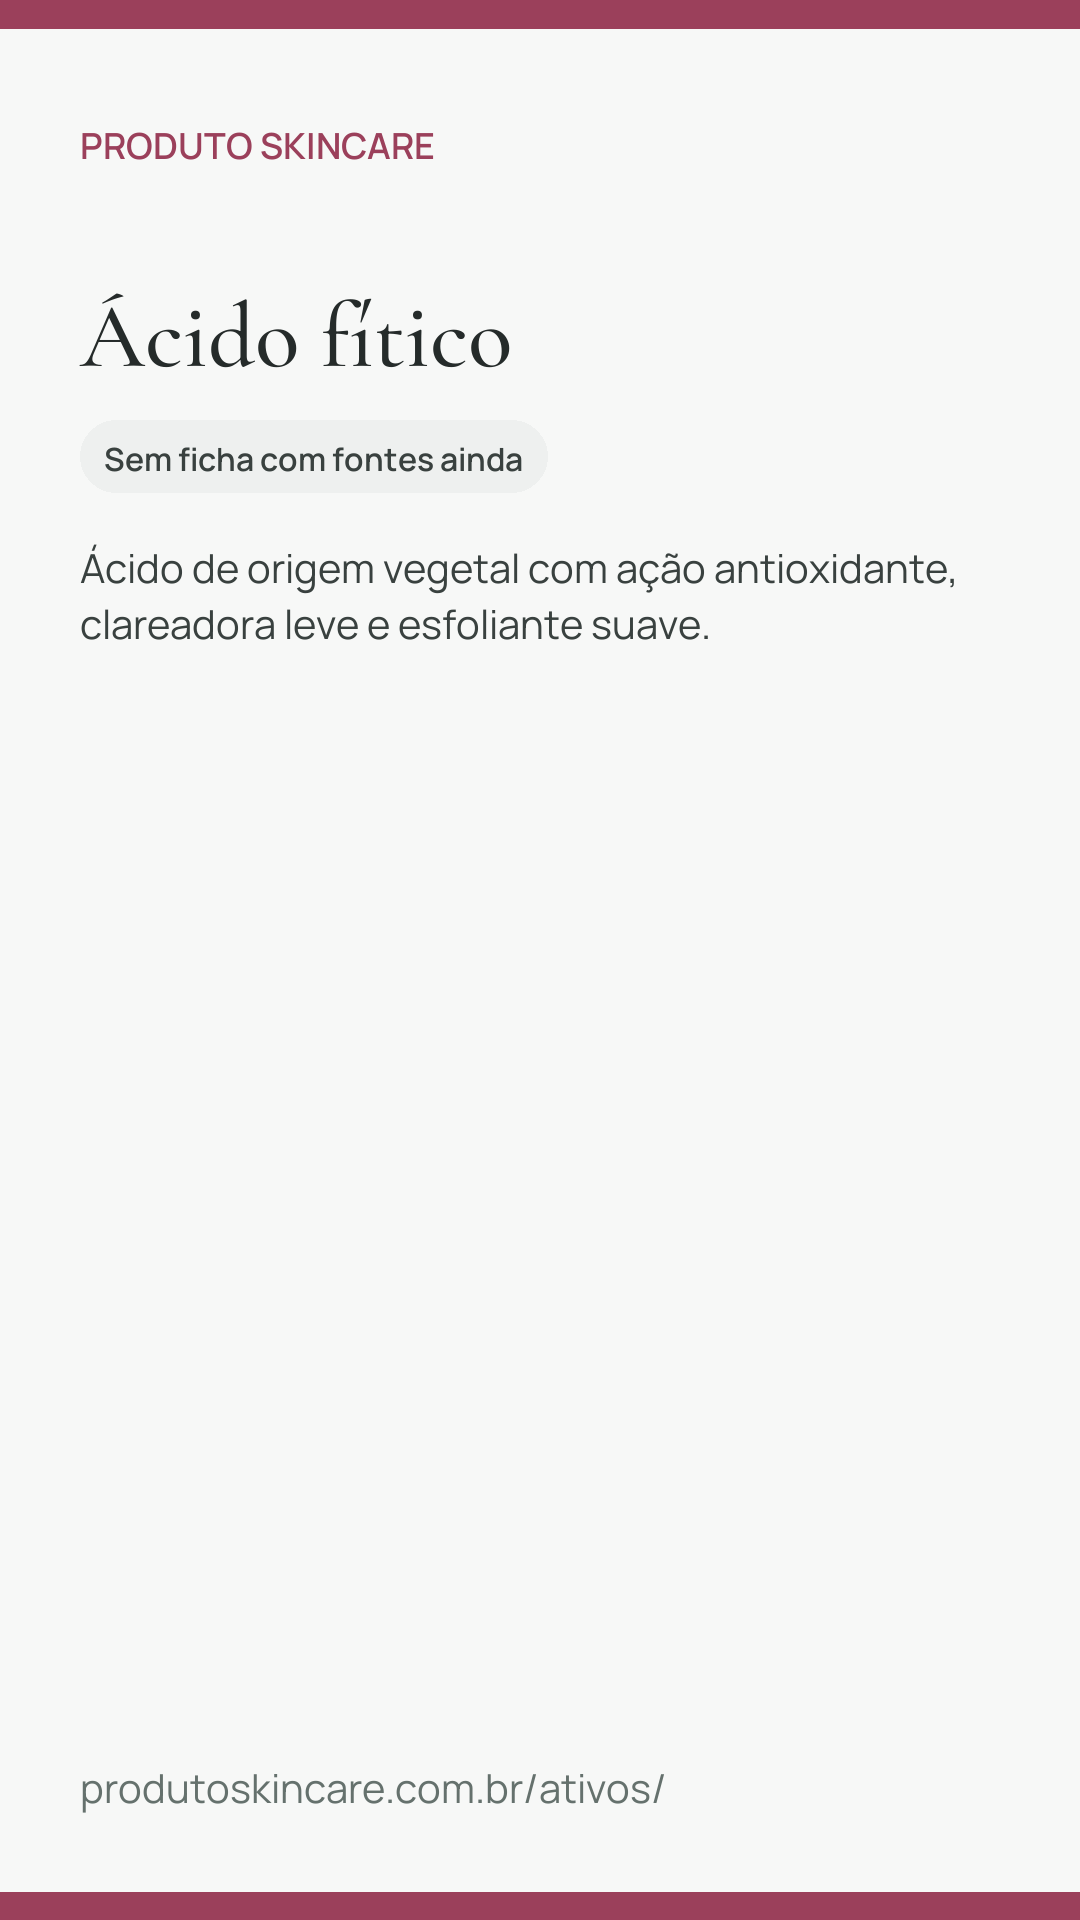 PRODUTO SKINCARE
Ácido fítico
Sem ficha com fontes ainda
Ácido de origem vegetal com ação antioxidante,
clareadora leve e esfoliante suave.
produtoskincare.com.br/ativos/